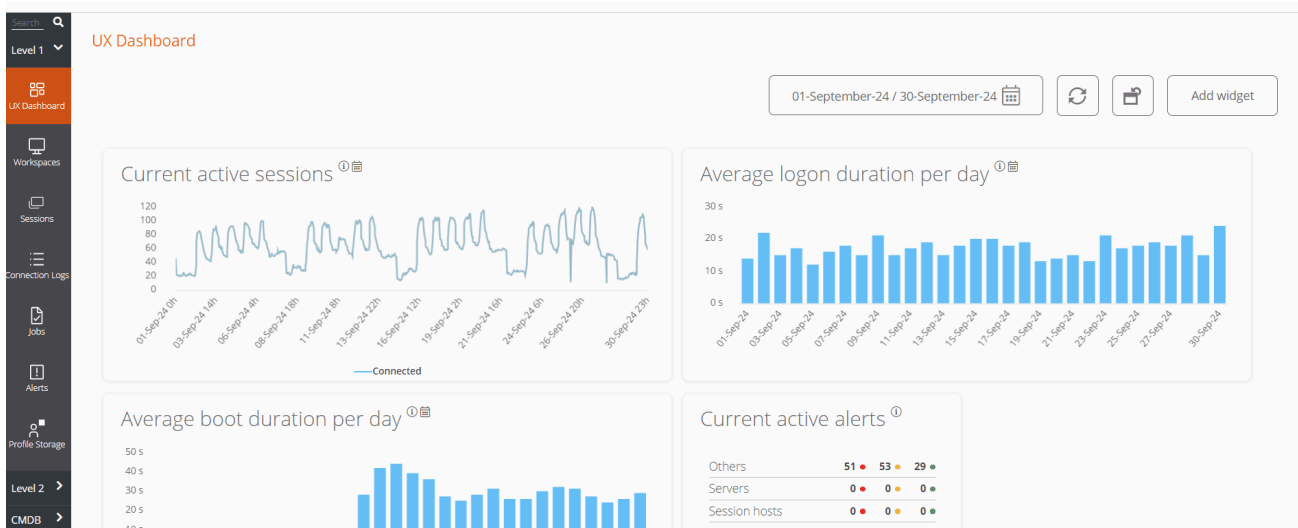 Search
Level 1
UX Dashboard
Workspaces
Sessions
Connection Logs
Jobs
Alerts
Profile Storage
Level 2
CMDB
UX Dashboard
01-September-24 / 30-September-24
Add widget
Current active sessions
120
100
80
60
40
20
0
01-Sep-24 0h
03-Sep-24 14h
06-Sep-24 4h
08-Sep-24 18h
11-Sep-24 8h
13-Sep-24 22h
16-Sep-24 12h
19-Sep-24 2h
21-Sep-24 16h
24-Sep-24 6h
26-Sep-24 20h
30-Sep-24 23h
Connected
Average logon duration per day
30 s
20 s
10 s
0 s
01-Sep-24
03-Sep-24
05-Sep-24
07-Sep-24
09-Sep-24
11-Sep-24
13-Sep-24
15-Sep-24
17-Sep-24
19-Sep-24
21-Sep-24
23-Sep-24
25-Sep-24
27-Sep-24
30-Sep-24
Average boot duration per day
50 s
40 s
30 s
20 s
10 s
Current active alerts
Others 51 53 29
Servers 0 0 0
Session hosts 0 0 0